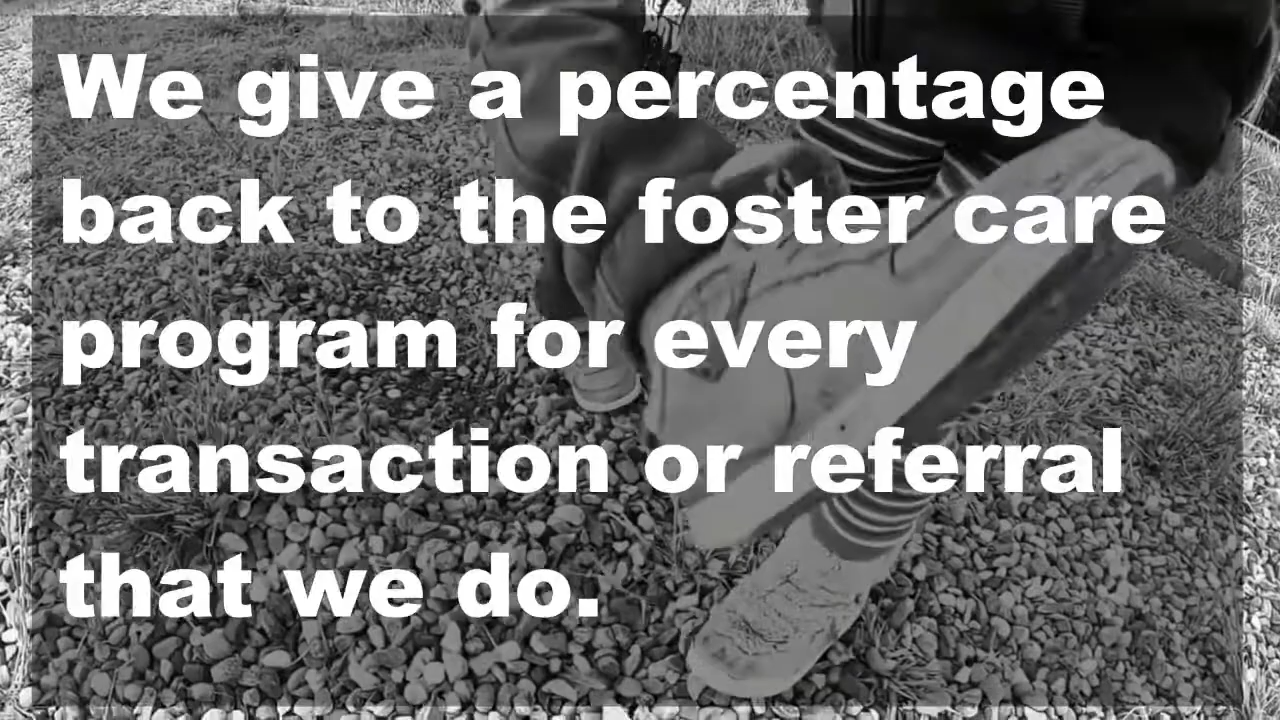 We give a percentage
back to the foster care
program for every
transaction or referral
that we do.